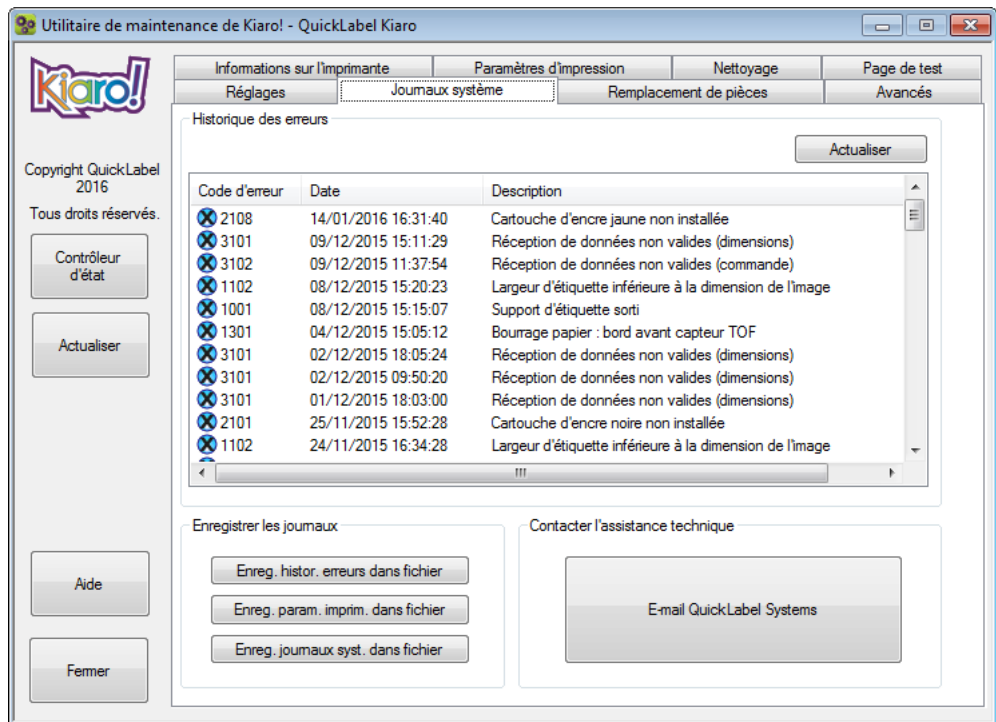 Utilitaire de maintenance de Kiaro! - QuickLabel Kiaro
Kiaro!
Informations sur l'imprimante
Paramètres d'impression
Nettoyage
Page de test
Réglages
Journaux système
Remplacement de pièces
Avancés
Copyright QuickLabel
2016
Tous droits réservés.
Contrôleur
d'état
Actualiser
Aide
Fermer
Historique des erreurs
Actualiser
Code d'erreur Date Description
2108 14/01/2016 16:31:40 Cartouche d'encre jaune non installée
3101 09/12/2015 15:11:29 Réception de données non valides (dimensions)
3102 09/12/2015 11:37:54 Réception de données non valides (commande)
1102 08/12/2015 15:20:23 Largeur d'étiquette inférieure à la dimension de l'image
1001 08/12/2015 15:15:07 Support d'étiquette sorti
1301 04/12/2015 15:05:12 Bourrage papier : bord avant capteur TOF
3101 02/12/2015 18:05:24 Réception de données non valides (dimensions)
3101 02/12/2015 09:50:20 Réception de données non valides (dimensions)
3101 01/12/2015 18:03:00 Réception de données non valides (dimensions)
2101 25/11/2015 15:52:28 Cartouche d'encre noire non installée
1102 24/11/2015 16:34:28 Largeur d'étiquette inférieure à la dimension de l'image
Enregistrer les journaux
Enreg. histor. erreurs dans fichier
Enreg. param. imprim. dans fichier
Enreg. journaux syst. dans fichier
Contacter l'assistance technique
E-mail QuickLabel Systems